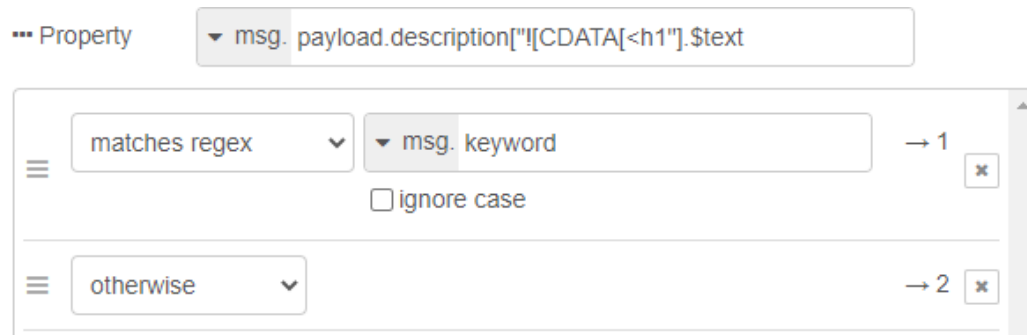 ••• Property msg. payload.description["![CDATA[<h1"].$text
matches regex msg. keyword → 1
ignore case
otherwise → 2